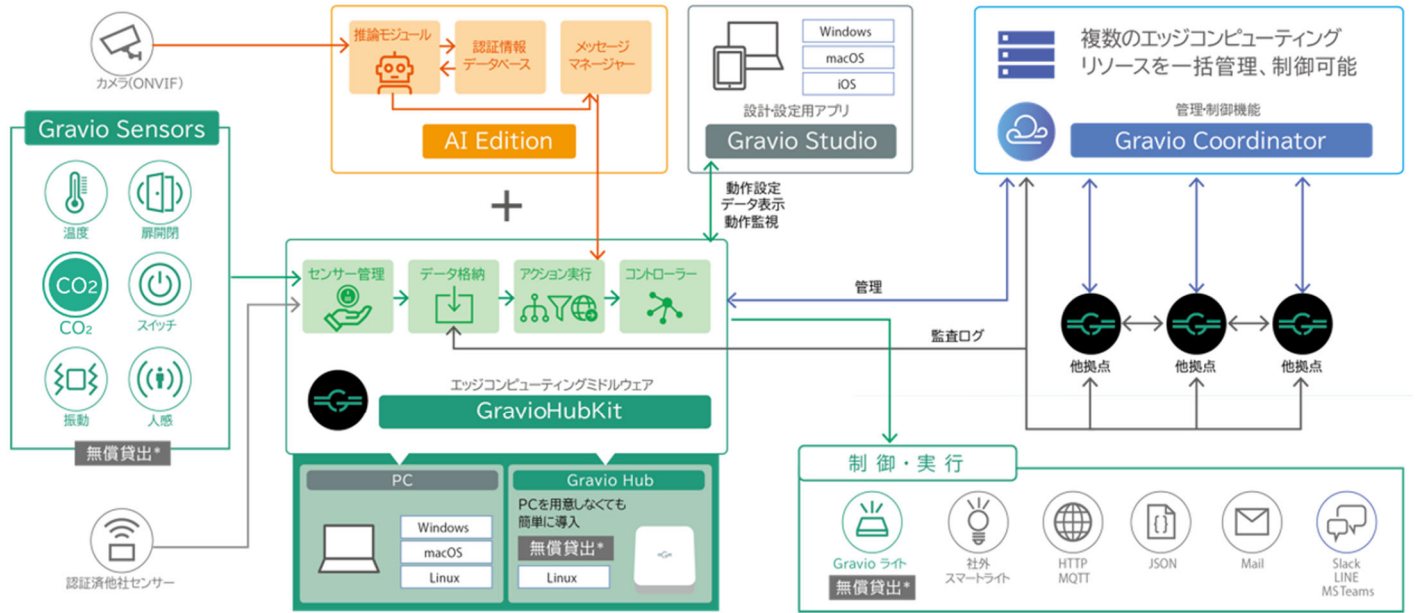 カメラ(ONVIF)
推論モジュール
認証情報
データベース
メッセージ
マネージャー
AI Edition
Windows
macOS
iOS
設計・設定用アプリ
Gravio Studio
複数のエッジコンピューティング
リソースを一括管理、制御可能
管理・制御機能
Gravio Coordinator
Gravio Sensors
温度
扉開閉
CO2
CO2
スイッチ
振動
人感
無償貸出*
認証済他社センサー
+
動作設定
データ表示
動作監視
センサー管理
データ格納
アクション実行
コントローラー
エッジコンピューティングミドルウェア
GravioHubKit
管理
監査ログ
他拠点
他拠点
他拠点
PC
Windows
macOS
Linux
Gravio Hub
PCを用意しなくても
簡単に導入
無償貸出*
Linux
制御・実行
Gravio ライト
無償貸出*
社外
スマートライト
HTTP
MQTT
JSON
Mail
Slack
LINE
MSTeams